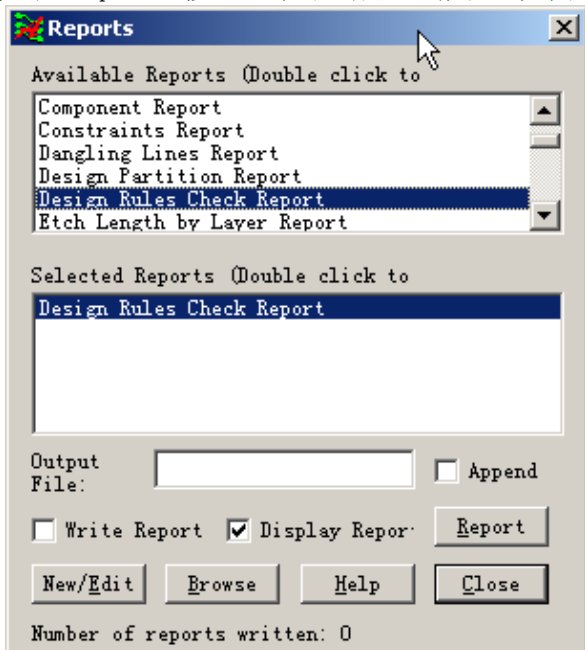 Reports
Available Reports (Double click to
Component Report
Constraints Report
Dangling Lines Report
Design Partition Report
Design Rules Check Report
Etch Length by Layer Report
Selected Reports (Double click to
Design Rules Check Report
Output
File:
Append
Write Report Display Repor
Report
New/Edit Browse Help Close
Number of reports written: 0